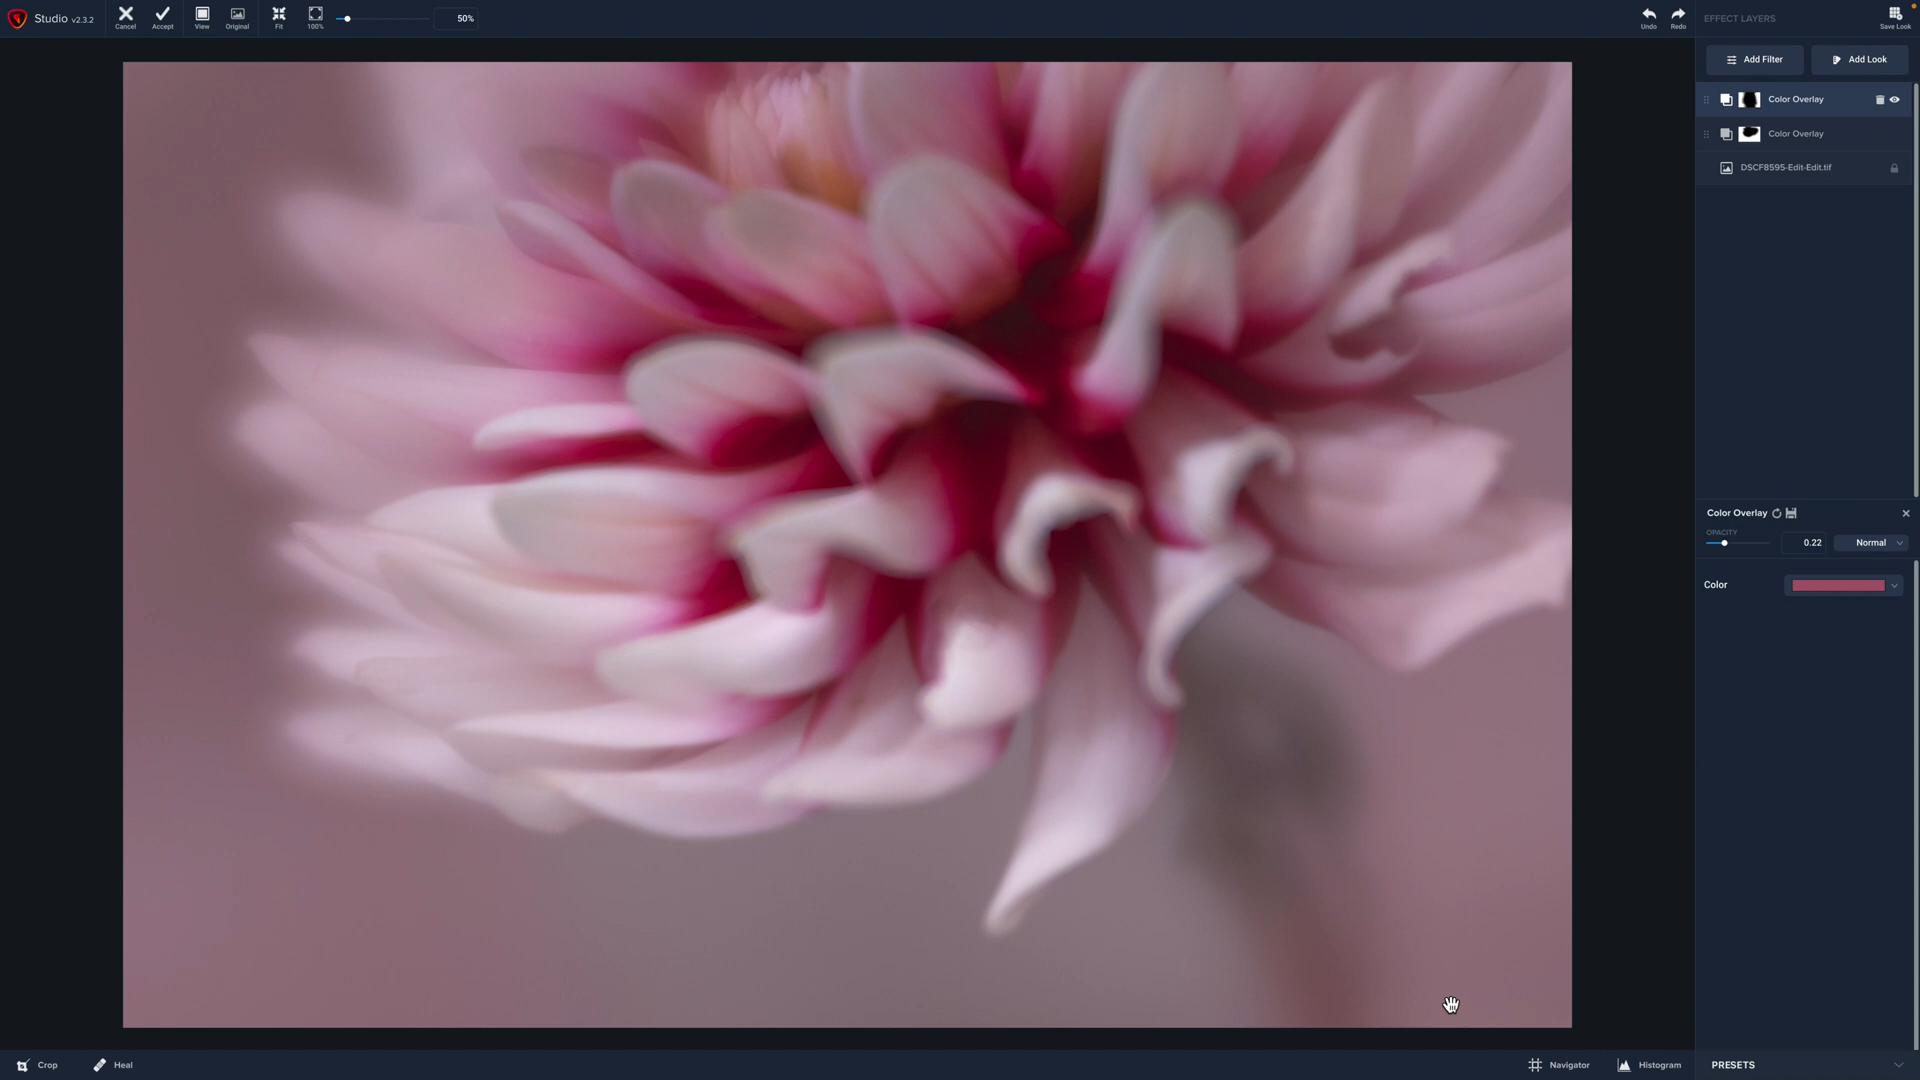 Studio v2.3.2
Cancel
Accept
View
Original
Fit
100%
50%
Undo
Redo
EFFECT LAYERS
Save Look
Add Filter
Add Look
Color Overlay
Color Overlay
DSCF8595-Edit-Edit.tif
Color Overlay
OPACITY
0.22
Normal
Color
Crop
Heal
Navigator
Histogram
PRESETS